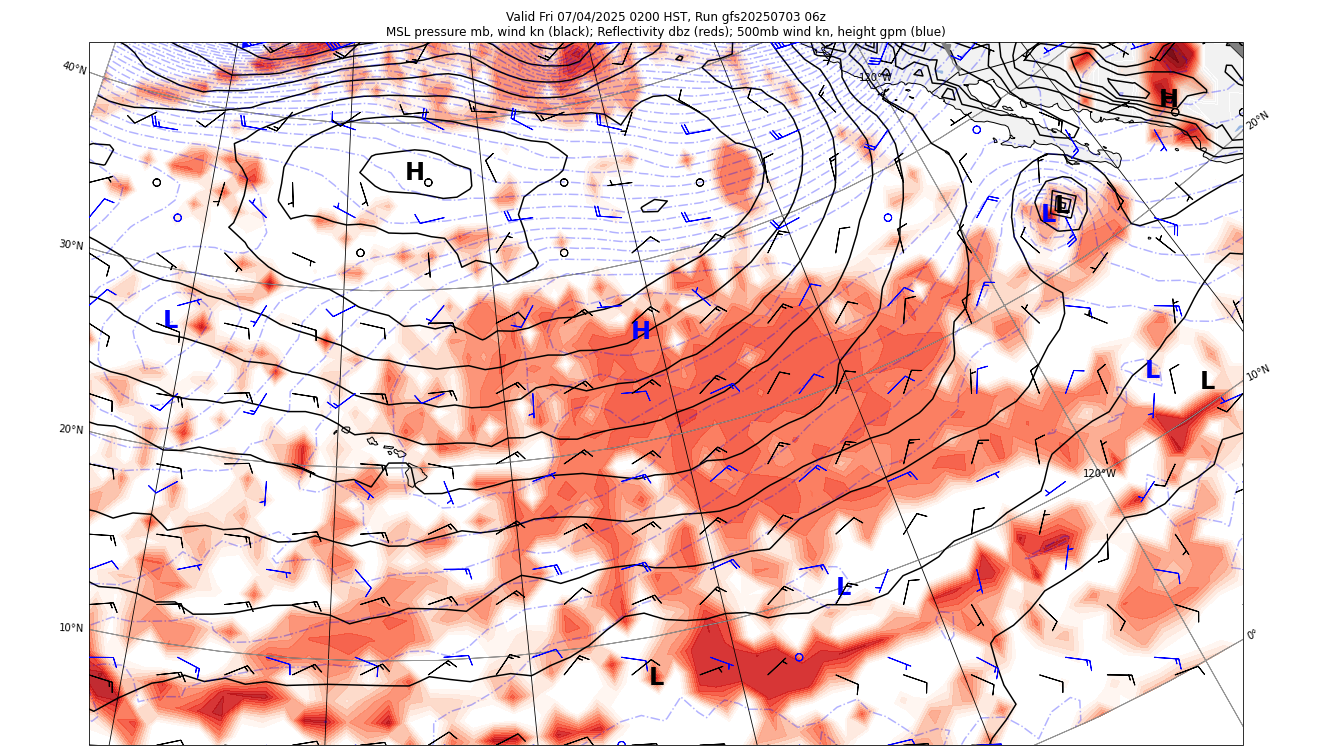 Valid Fri 07/04/2025 0200 HST, Run gfs20250703 06z
MSL pressure mb, wind kn (black); Reflectivity dbz (reds); 500mb wind kn, height gpm (blue)
40°N
120°W
H
20°N
H
L
L
30°N
L
H
10°N
L
L
20°N
120°W
L
10°N
0°
L